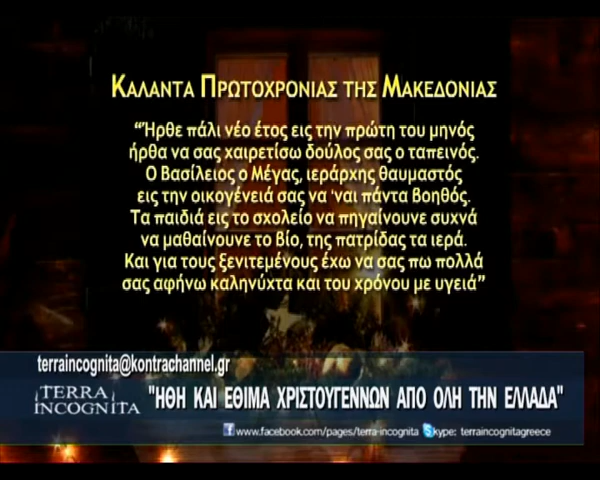 ΚΑΛΑΝΤΑ ΠΡΩΤΟΧΡΟΝΙΑΣ ΤΗΣ ΜΑΚΕΔΟΝΙΑΣ
“Ήρθε πάλι νέο έτος εις την πρώτη του μηνός
ήρθα να σας χαιρετίσω δούλος σας ο ταπεινός.
Ο Βασίλειος ο Μέγας, ιεράρχης θαυμαστός
εις την οικογένειά σας να ‘ναι πάντα βοηθός.
Τα παιδιά εις το σχολείο να πηγαίνουνε συχνά
να μαθαίνουνε το βίο, της πατρίδας τα ιερά.
Και για τους ξενιτεμένους έχω να σας πω πολλά
σας αφήνω καληνύχτα και του χρόνου με υγειά”
terraincognita@kontrachannel.gr
TERRA INCOGNITA
"ΗΘΗ ΚΑΙ ΕΘΙΜΑ ΧΡΙΣΤΟΥΓΕΝΝΩΝ ΑΠΟ ΟΛΗ ΤΗΝ ΕΛΛΑΔΑ"
www.facebook.com/pages/terra-incognita Skype: terraincognitagreece